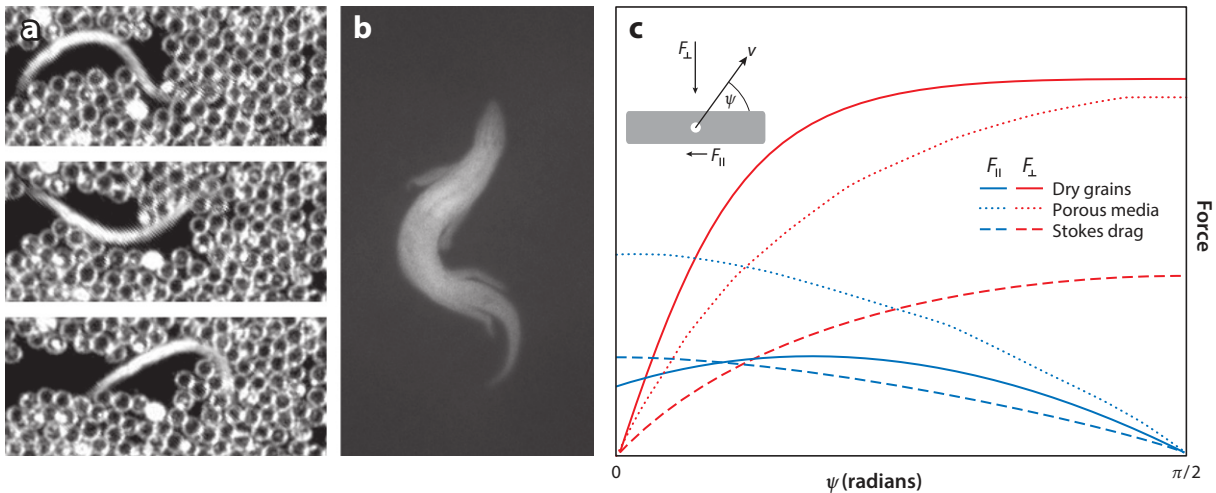 a
b
c
F⊥
v
ψ
F||
F|| F⊥
Dry grains
Porous media
Stokes drag
Force
0
π/2
ψ (radians)